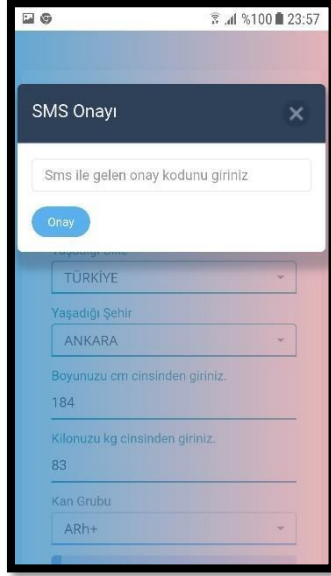 %100 23:57
SMS Onayı
Sms ile gelen onay kodunu giriniz
Onay
TÜRKİYE
Yaşadığı Şehir
ANKARA
Boyunuzu cm cinsinden giriniz.
184
Kilonuzu kg cinsinden giriniz.
83
Kan Grubu
ARh+